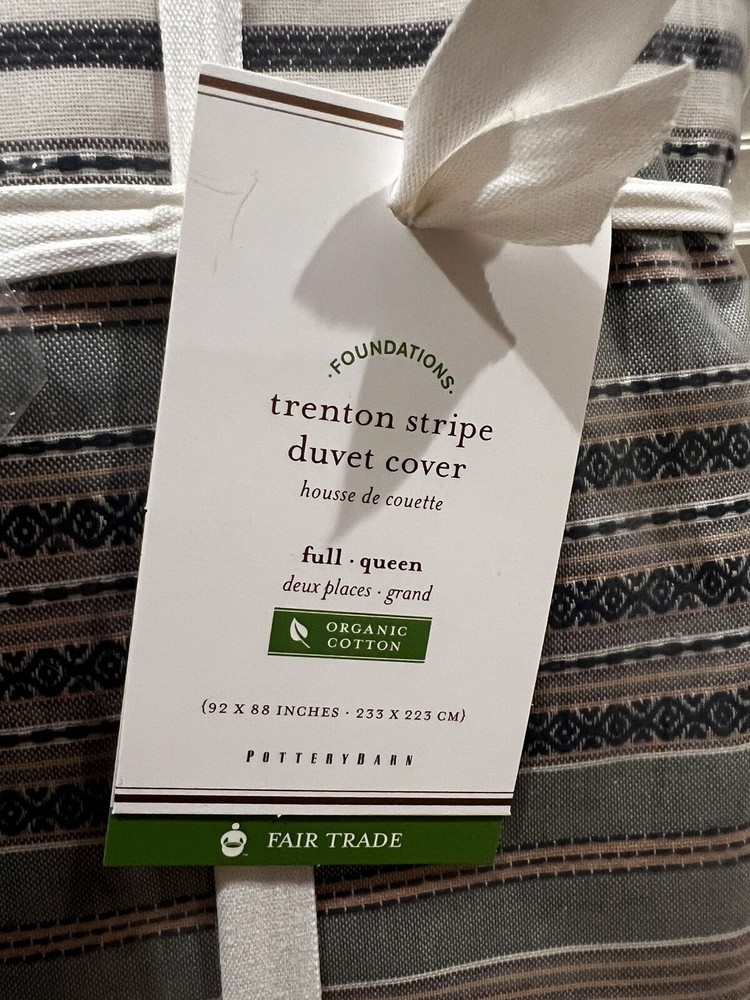 ·FOUNDATIONS·
trenton stripe
duvet cover
housse de couette
full · queen
deux places · grand
ORGANIC
COTTON
(92 X 88 INCHES · 233 X 223 CM)
POTTERYBARN
FAIR TRADE